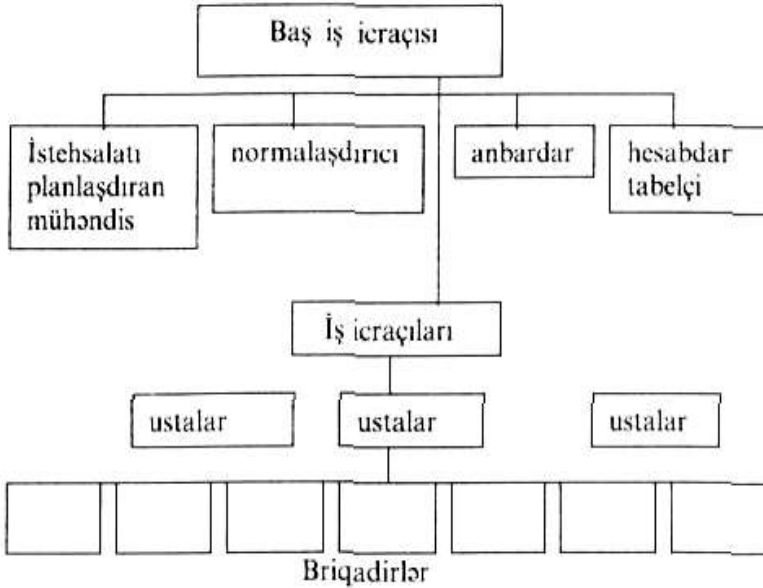 Baş iş icraçısı
İstehsalatı
planlaşdıran
mühəndis
normalaşdırıcı
anbardar
hesabdar
tabelçi
İş icraçıları
ustalar
ustalar
ustalar
Briqadirlər